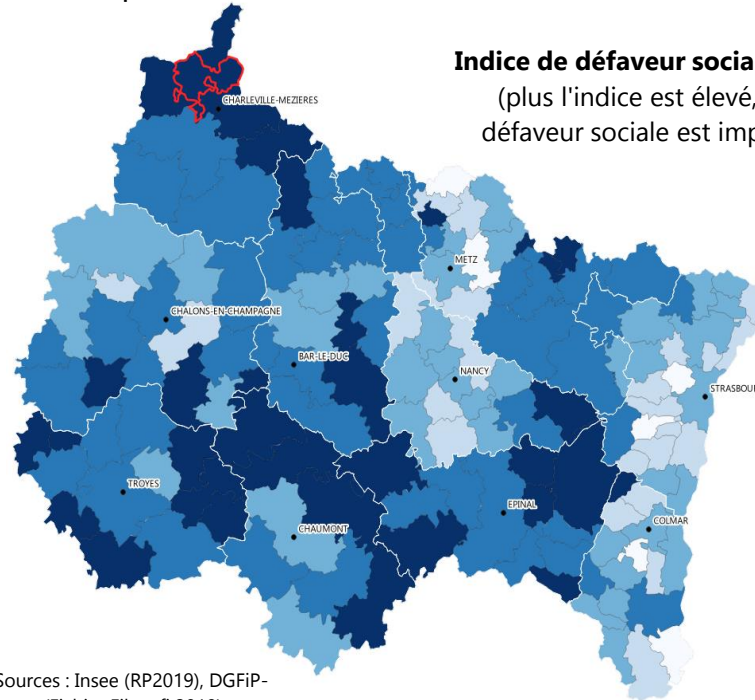 Indice de défaveur socia
(plus l'indice est élevé,
défaveur sociale est imp
CHARLEVILLE-MEZIERES
METZ
CHALONS-EN-CHAMPAGNE
BAR-LE-DUC
NANCY
STRASBOUR
TROYES
EPINAL
CHAUMONT
COLMAR
Sources : Insee (RP2019), DGFiP-